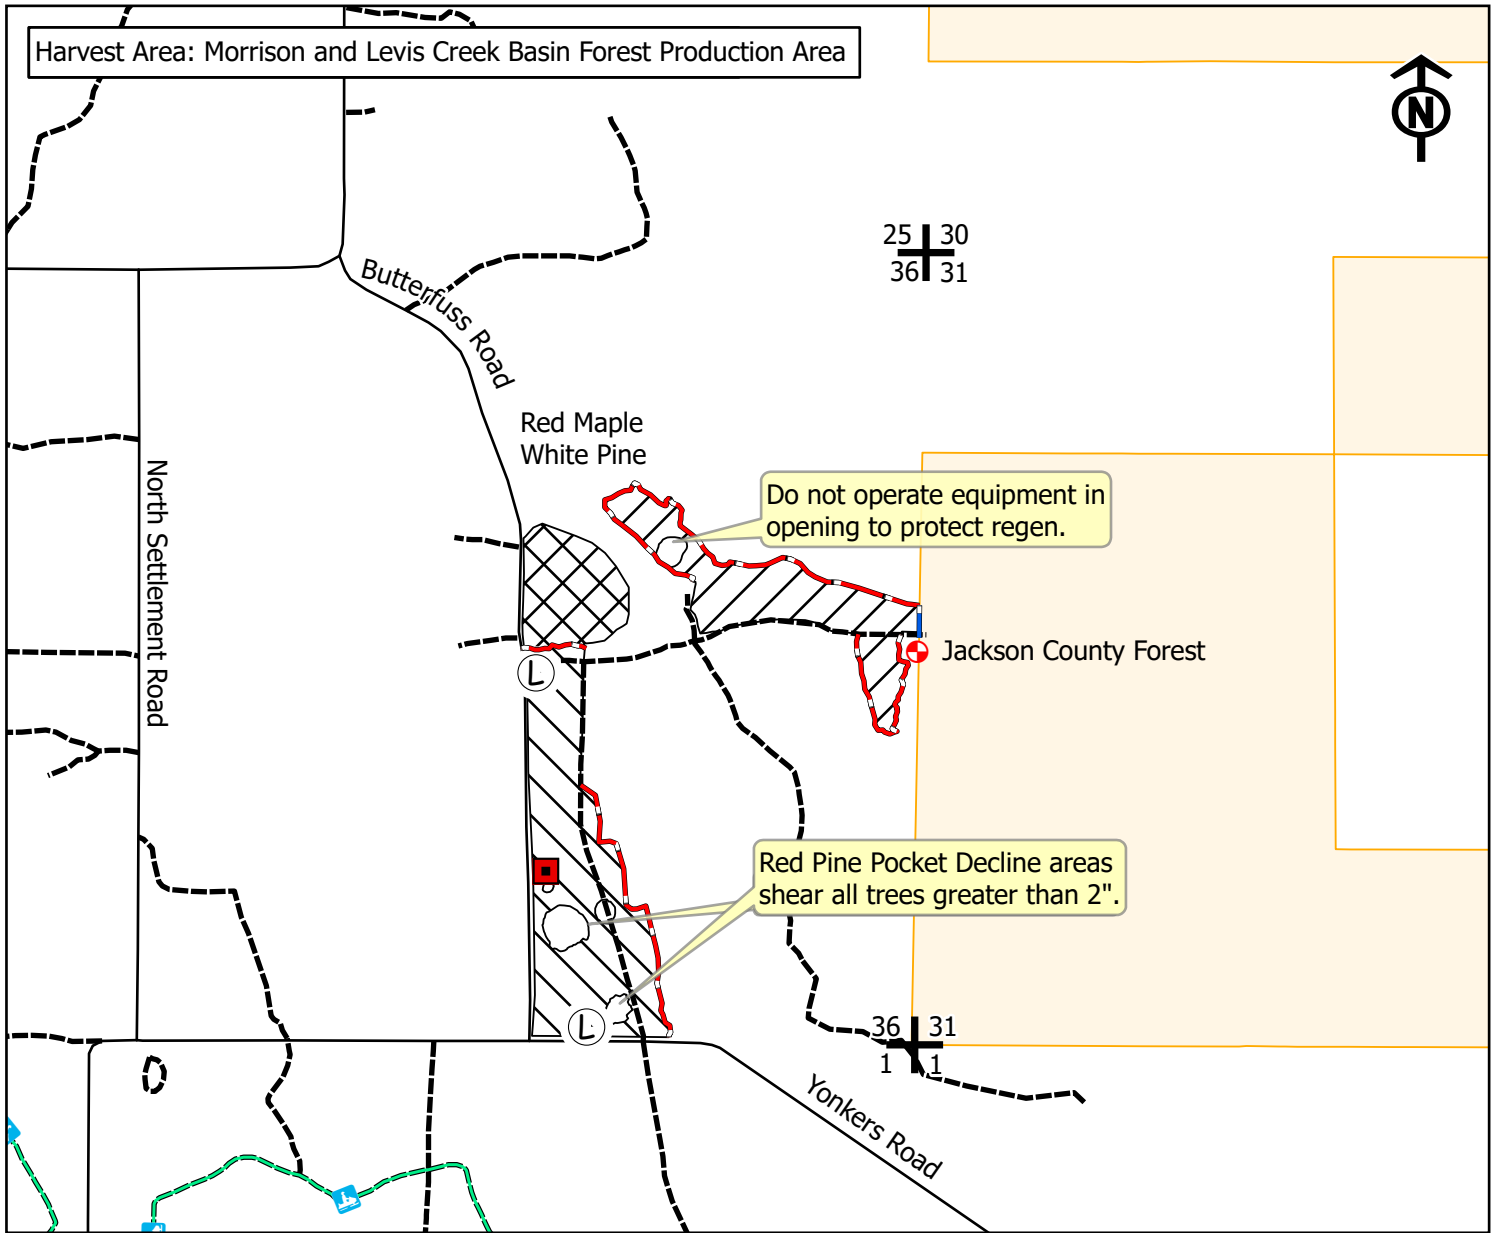 Harvest Area: Morrison and Levis Creek Basin Forest Production Area
N
25 30
36 31
Butterfuss Road
Red Maple
White Pine
North Settlement Road
Do not operate equipment in
opening to protect regen.
Jackson County Forest
L
Red Pine Pocket Decline areas
shear all trees greater than 2".
L
36 31
1 1
Yonkers Road